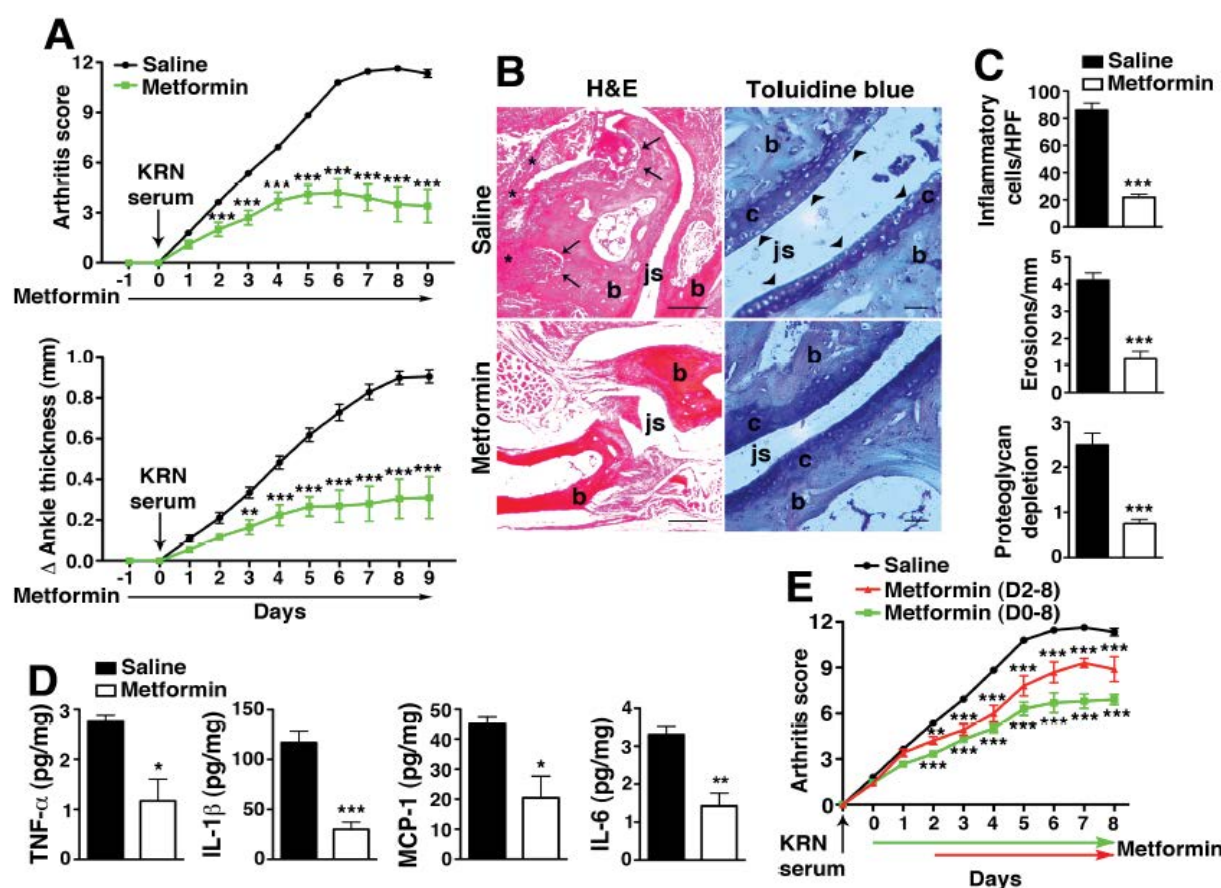 A
Saline
Metformin
Arthritis score
12
9
6
3
0
KRN
serum
*** *** *** *** *** *** *** ***
-1 0 1 2 3 4 5 6 7 8 9
Metformin
Δ Ankle thickness (mm)
1.0
0.8
0.6
0.4
0.2
0.0
KRN
serum
** *** *** *** *** *** ***
-1 0 1 2 3 4 5 6 7 8 9
Metformin
Days
B
H&E Toluidine blue
Saline
* * *
b js b
b c js c b
Metformin
b js b
b c js c b
C
Saline
Metformin
Inflammatory
cells/HPF
100
80
60
40
20
0
***
Erosions/mm
5
4
3
2
1
0
***
Proteoglycan
depletion
3
2
1
0
***
D
Saline
Metformin
TNF-α (pg/mg)
3
2
1
0
*
IL-1β (pg/mg)
150
100
50
0
***
MCP-1 (pg/mg)
50
40
30
20
10
0
*
IL-6 (pg/mg)
4
3
2
1
0
**
E
Saline
Metformin (D2-8)
Metformin (D0-8)
Arthritis score
12
9
6
3
0
** *** *** *** *** *** ***
*** *** *** *** *** *** ***
0 1 2 3 4 5 6 7 8
KRN
serum
Metformin
Days